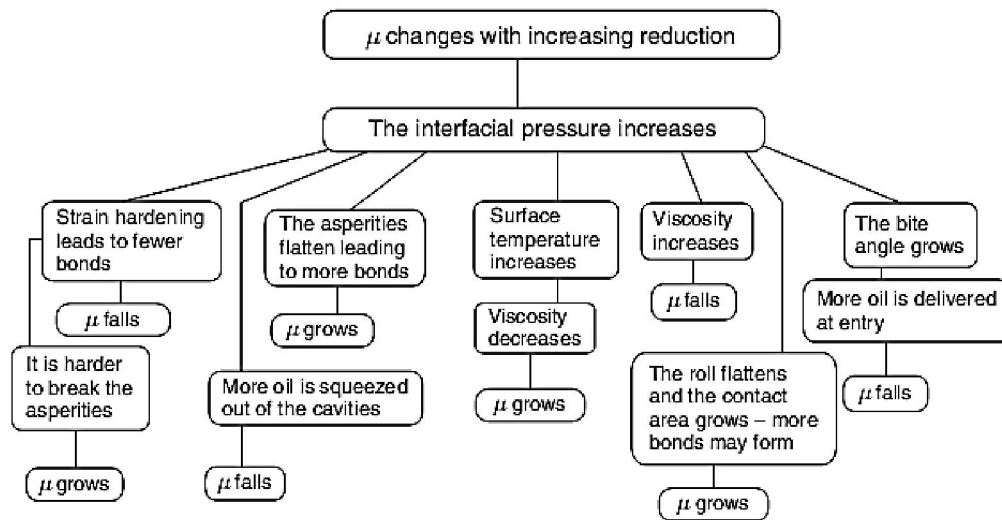 μ changes with increasing reduction
The interfacial pressure increases
Strain hardening
leads to fewer
bonds
μ falls
It is harder
to break the
asperities
μ grows
More oil is squeezed
out of the cavities
μ falls
The asperities
flatten leading
to more bonds
μ grows
Surface
temperature
increases
Viscosity
decreases
μ grows
Viscosity
increases
μ falls
The roll flattens
and the contact
area grows – more
bonds may form
μ grows
The bite
angle grows
More oil is delivered
at entry
μ falls